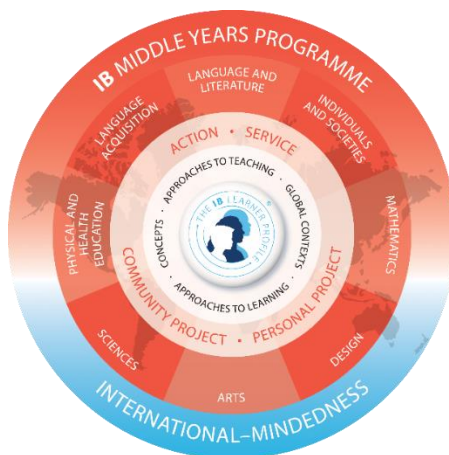 IB MIDDLE YEARS PROGRAMME
LANGUAGE AND
LITERATURE
INDIVIDUALS
AND SOCIETIES
MATHEMATICS
DESIGN
ARTS
SCIENCES
PHYSICAL AND
HEALTH
EDUCATION
LANGUAGE
ACQUISITION
ACTION • SERVICE
COMMUNITY PROJECT • PERSONAL PROJECT
APPROACHES TO TEACHING · GLOBAL CONTEXTS · APPROACHES TO LEARNING · CONCEPTS ·
THE IB LEARNER PROFILE
®
INTERNATIONAL–MINDEDNESS